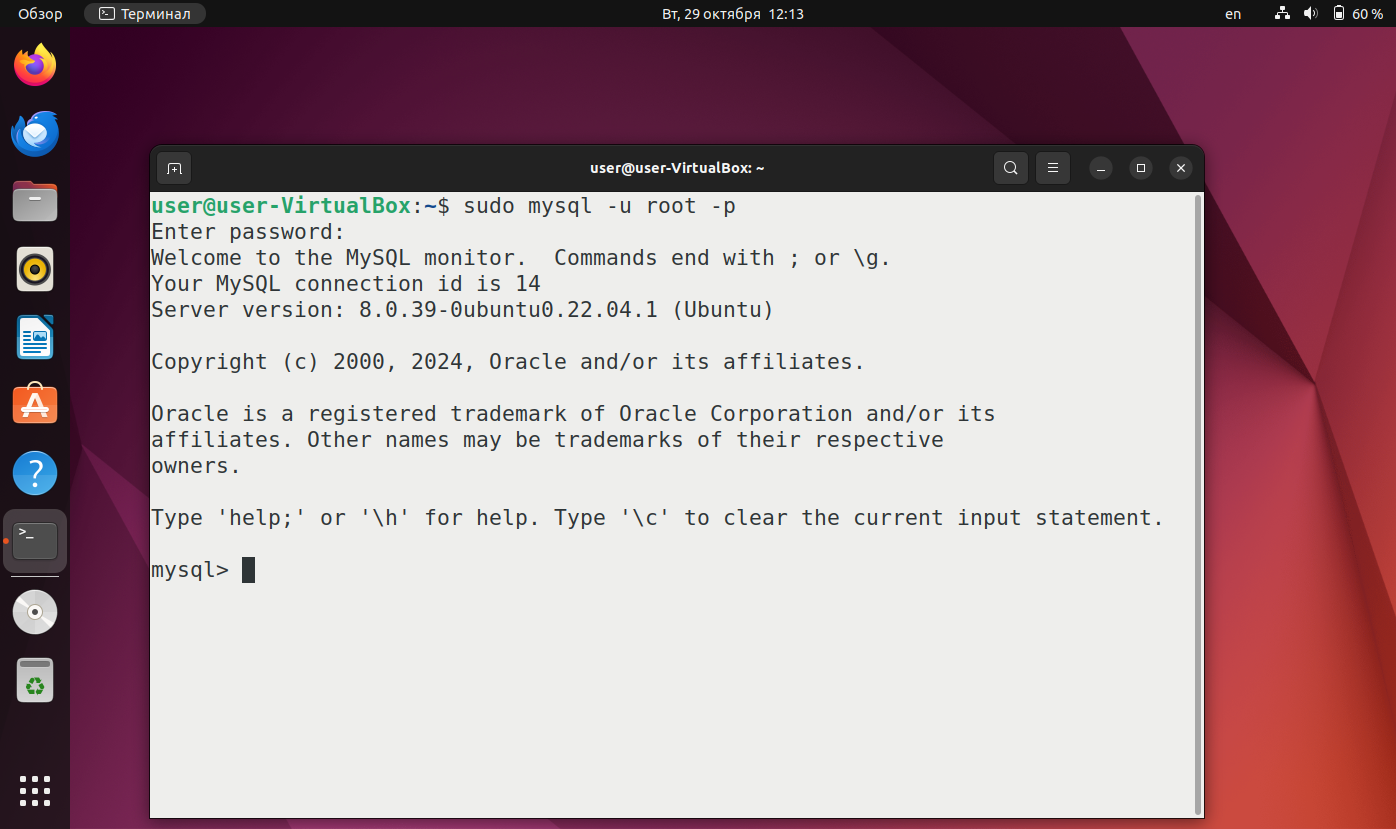 Обзор
Терминал
Вт, 29 октября 12:13
en
60 %
user@user-VirtualBox: ~
user@user-VirtualBox:~$ sudo mysql -u root -p
Enter password:
Welcome to the MySQL monitor.  Commands end with ; or \g.
Your MySQL connection id is 14
Server version: 8.0.39-0ubuntu0.22.04.1 (Ubuntu)
Copyright (c) 2000, 2024, Oracle and/or its affiliates.
Oracle is a registered trademark of Oracle Corporation and/or its
affiliates. Other names may be trademarks of their respective
owners.
Type 'help;' or '\h' for help. Type '\c' to clear the current input statement.
mysql>